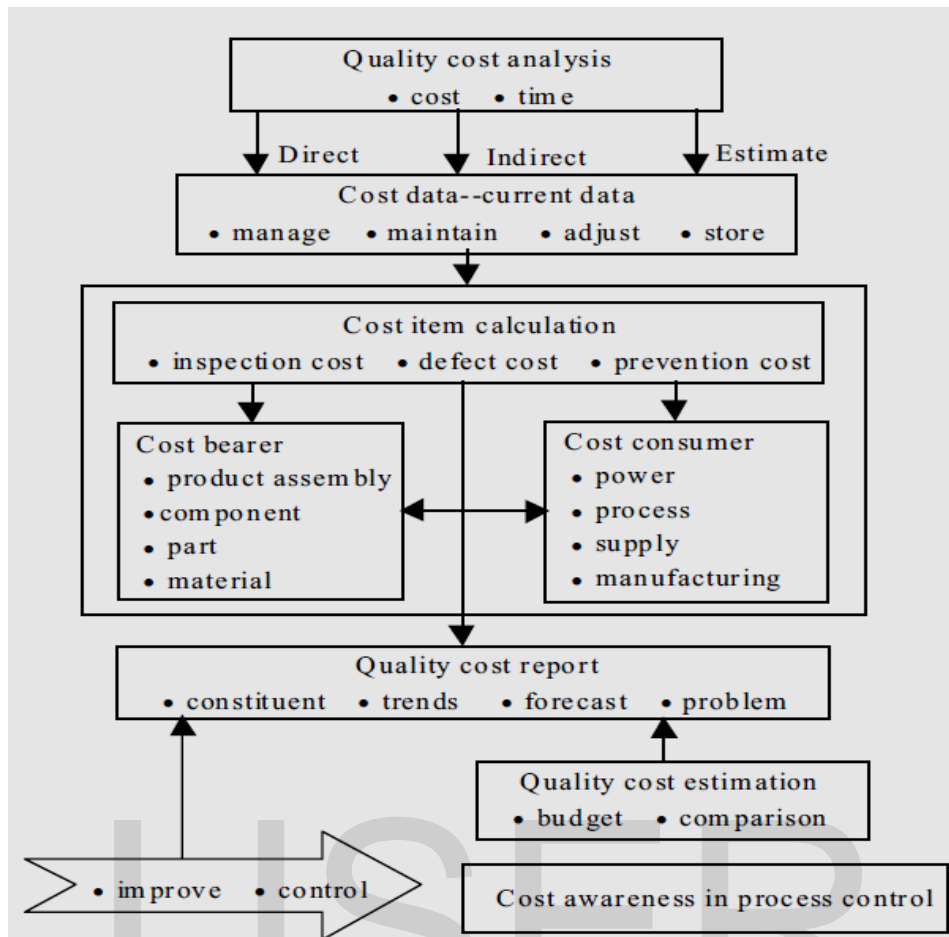 Quality cost analysis
• cost • time
Direct Indirect Estimate
Cost data--current data
• manage • maintain • adjust • store
Cost item calculation
• inspection cost • defect cost • prevention cost
Cost bearer
• product assembly
•component
• part
• material
Cost consumer
• power
• process
• supply
• manufacturing
Quality cost report
• constituent • trends • forecast • problem
Quality cost estimation
• budget • comparison
• improve • control
Cost awareness in process control
IJSER